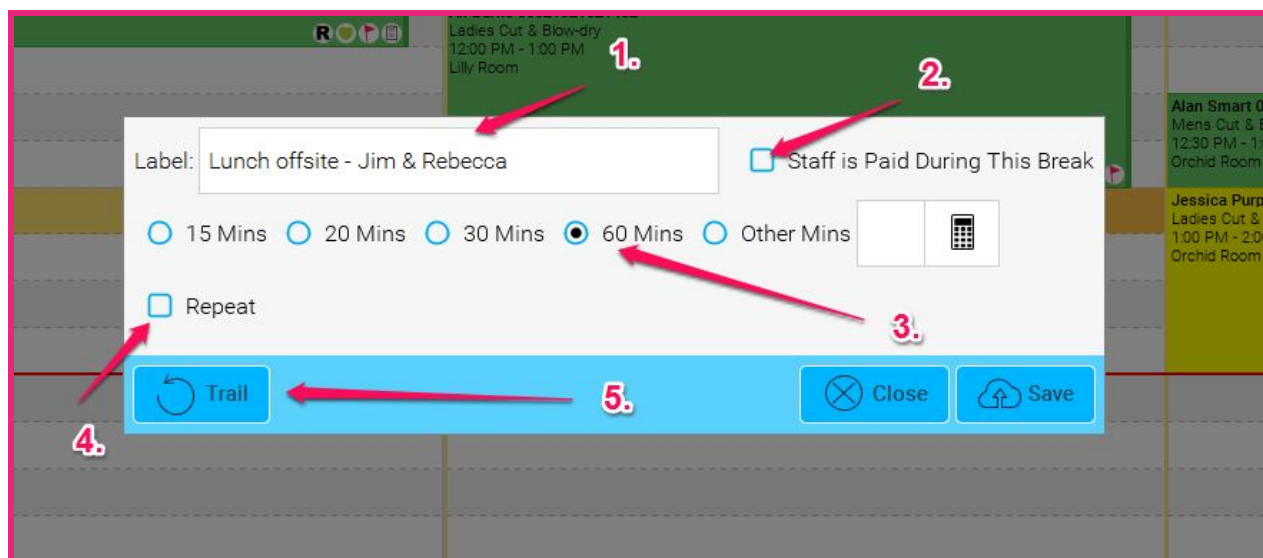 R
Ladies Cut & Blow-dry
12:00 PM - 1:00 PM
Lilly Room
1.
2.
Alan Smart 0
Mens Cut &
12:30 PM - 1:
Orchid Room
Label: Lunch offsite - Jim & Rebecca
Staff is Paid During This Break
Jessica Purp
Ladies Cut &
1:00 PM - 2:0
Orchid Room
15 Mins 20 Mins 30 Mins 60 Mins Other Mins
Repeat
3.
Trail
5.
Close
Save
4.